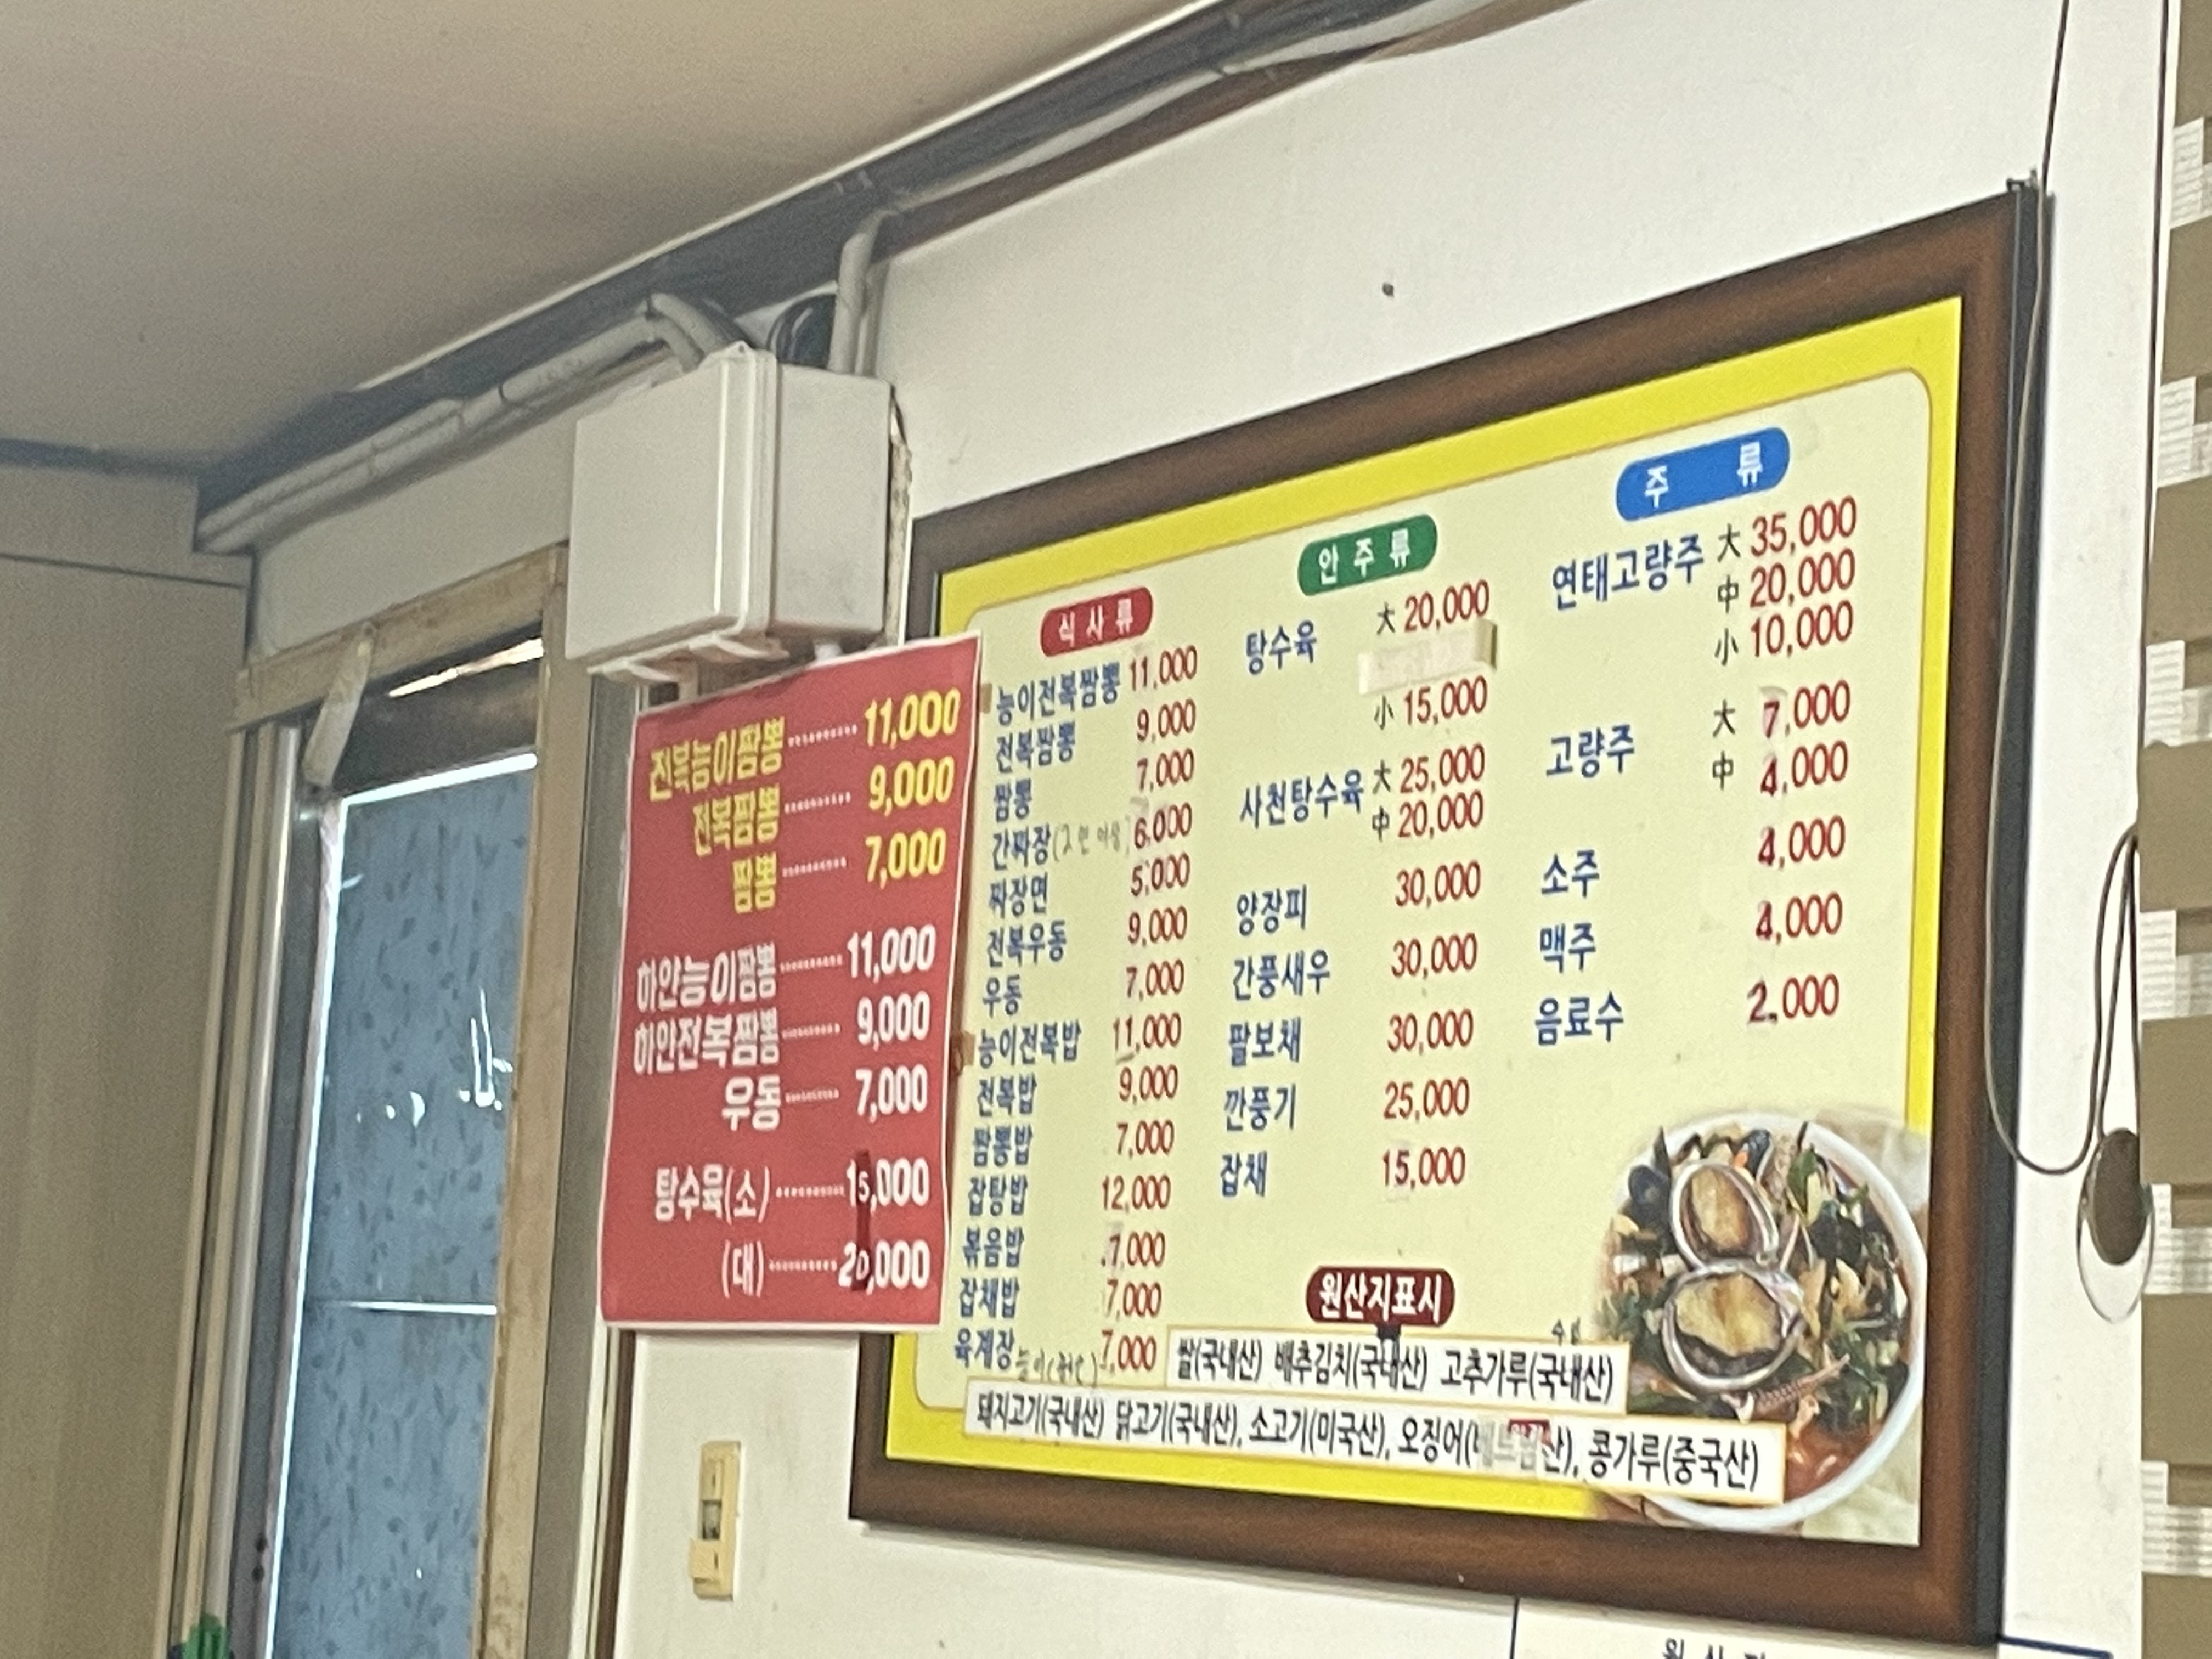 전복능이짬뽕 ---------- 11,000
전복짬뽕 ---------- 9,000
짬뽕 ---------- 7,000
하얀능이짬뽕 ---------- 11,000
하얀전복짬뽕 ---------- 9,000
우동 ---------- 7,000
탕수육(소) ---------- 15,000
(대) ---------- 20,000
식사류
능이전복짬뽕 11,000
전복짬뽕 9,000
짬뽕 7,000
간짜장(2인 이상) 6,000
짜장면 5,000
전복우동 9,000
우동 7,000
능이전복밥 11,000
전복밥 9,000
짬뽕밥 7,000
잡탕밥 12,000
볶음밥 7,000
잡채밥 7,000
육계장 7,000
안주류
탕수육 大 20,000
小 15,000
사천탕수육 大 25,000
中 20,000
양장피 30,000
간풍새우 30,000
팔보채 30,000
깐풍기 25,000
잡채 15,000
주류
연태고량주 大 35,000
中 20,000
小 10,000
고량주 大 7,000
中 4,000
소주 4,000
맥주 4,000
음료수 2,000
원산지표시
쌀(국내산) 배추김치(국내산) 고추가루(국내산)
돼지고기(국내산) 닭고기(국내산), 소고기(미국산), 오징어( 산), 콩가루(중국산)